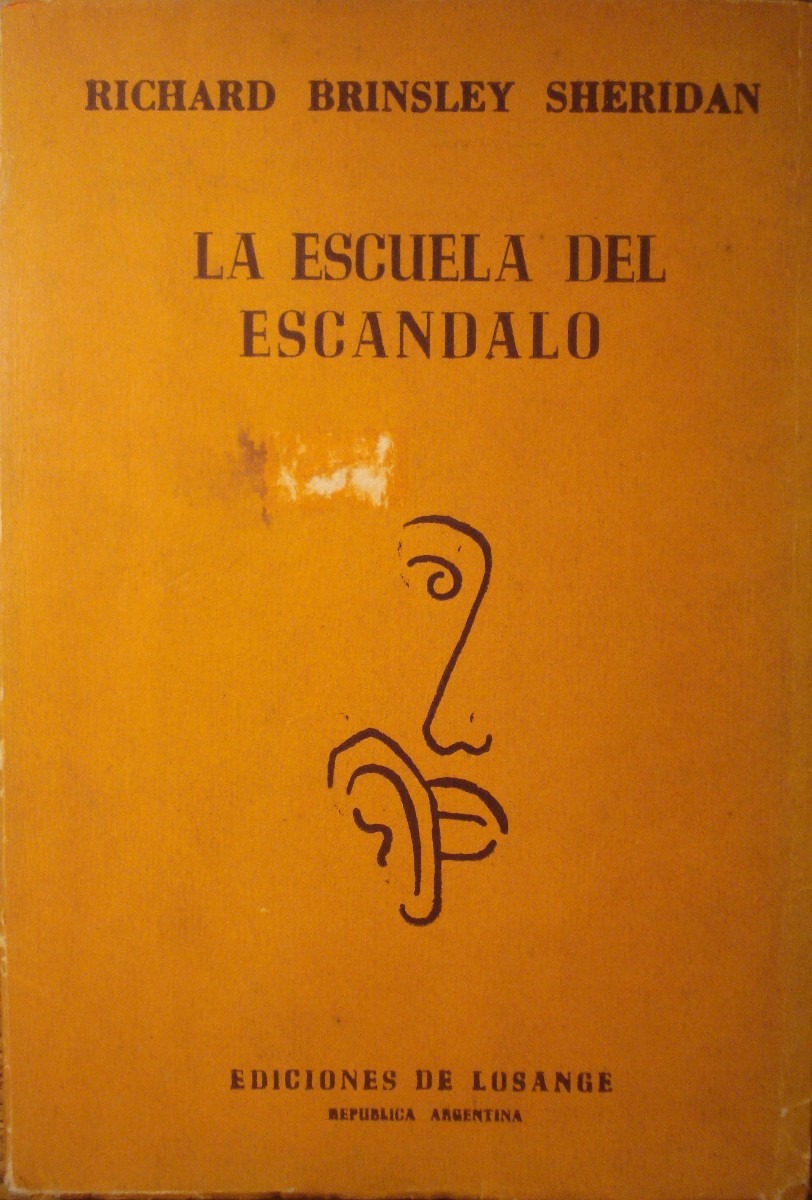 RICHARD BRINSLEY SHERIDAN
LA ESCUELA DEL
ESCANDALO
EDICIONES DE LOSANGE
REPUBLICA ARGENTINA